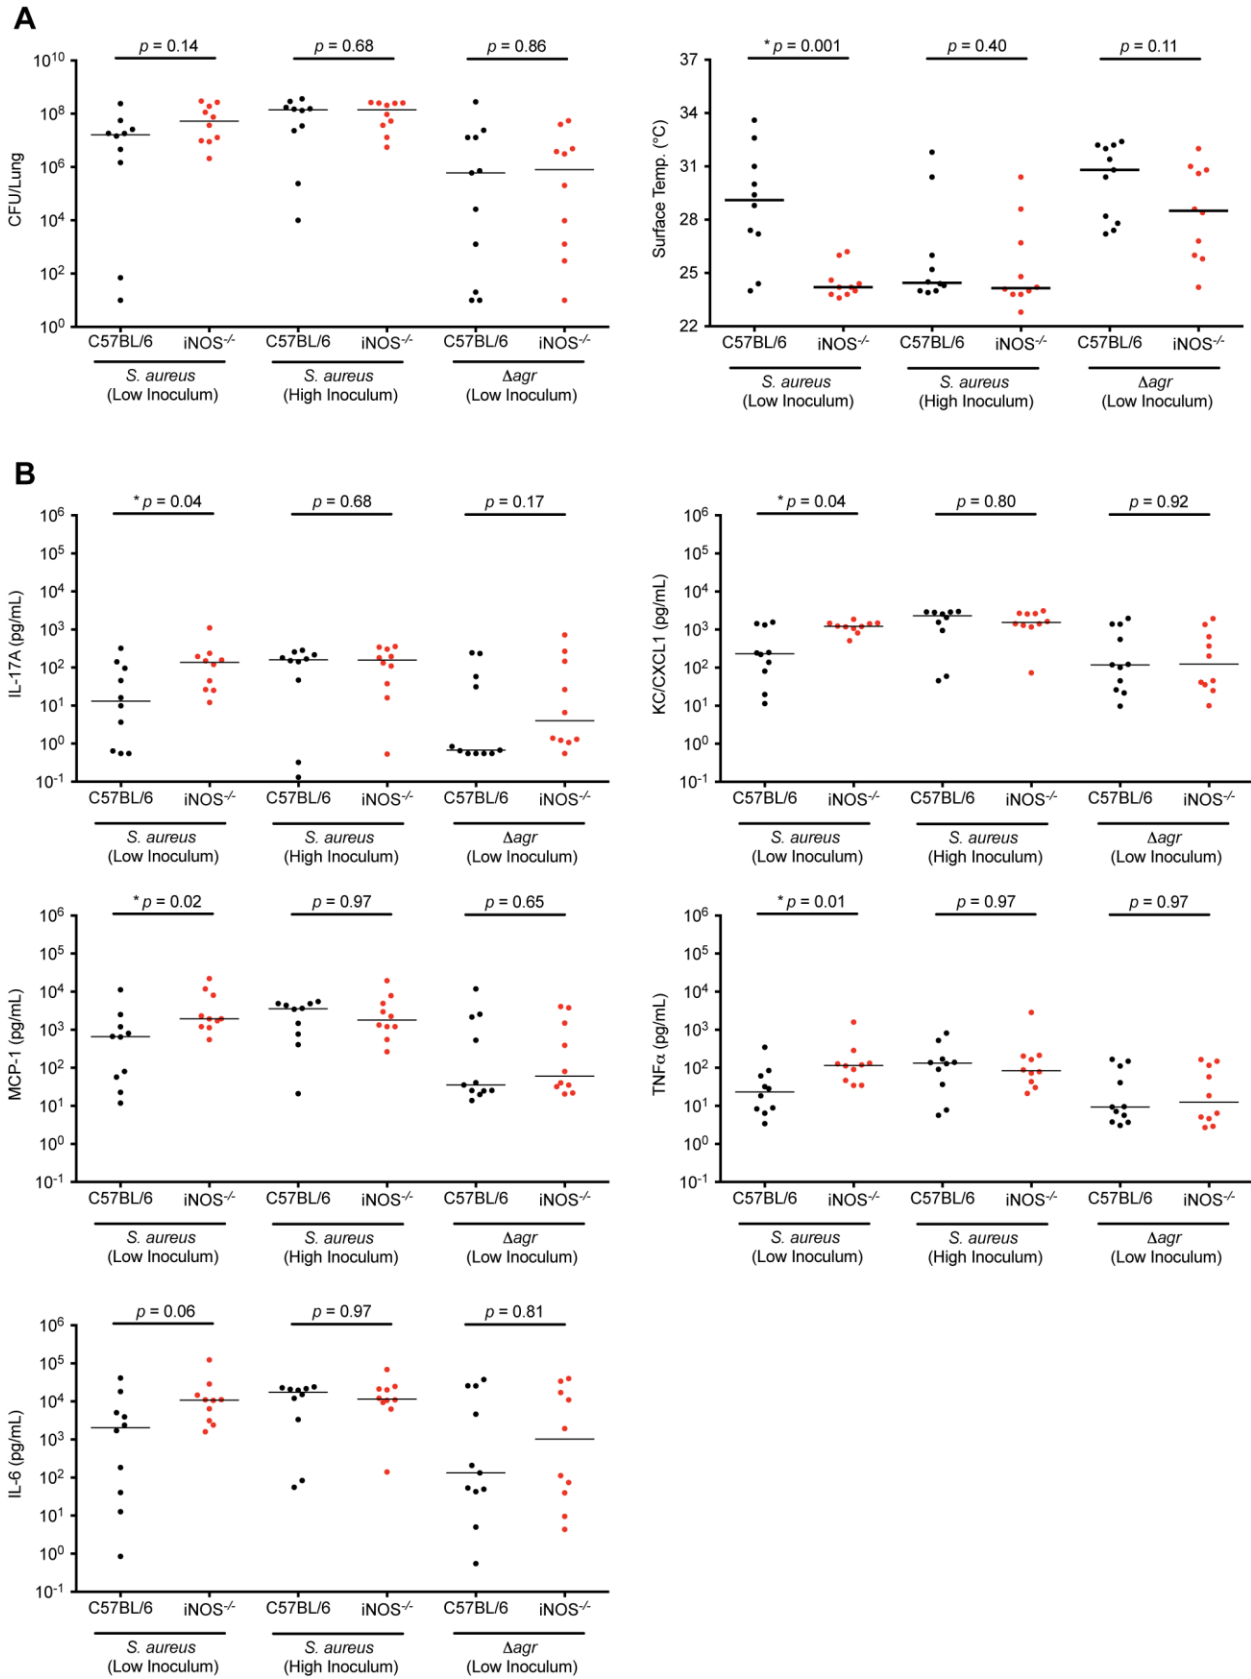 A
p = 0.14 p = 0.68 p = 0.86
CFU/Lung
10^10
10^8
10^6
10^4
10^2
10^0
C57BL/6 iNOS-/- C57BL/6 iNOS-/- C57BL/6 iNOS-/-
S. aureus S. aureus Δagr
(Low Inoculum) (High Inoculum) (Low Inoculum)
* p = 0.001 p = 0.40 p = 0.11
Surface Temp. (°C)
37
34
31
28
25
22
C57BL/6 iNOS-/- C57BL/6 iNOS-/- C57BL/6 iNOS-/-
S. aureus S. aureus Δagr
(Low Inoculum) (High Inoculum) (Low Inoculum)
B
* p = 0.04 p = 0.68 p = 0.17
IL-17A (pg/mL)
10^6
10^5
10^4
10^3
10^2
10^1
10^0
10^-1
C57BL/6 iNOS-/- C57BL/6 iNOS-/- C57BL/6 iNOS-/-
S. aureus S. aureus Δagr
(Low Inoculum) (High Inoculum) (Low Inoculum)
* p = 0.04 p = 0.80 p = 0.92
KC/CXCL1 (pg/mL)
10^6
10^5
10^4
10^3
10^2
10^1
10^0
10^-1
C57BL/6 iNOS-/- C57BL/6 iNOS-/- C57BL/6 iNOS-/-
S. aureus S. aureus Δagr
(Low Inoculum) (High Inoculum) (Low Inoculum)
* p = 0.02 p = 0.97 p = 0.65
MCP-1 (pg/mL)
10^6
10^5
10^4
10^3
10^2
10^1
10^0
10^-1
C57BL/6 iNOS-/- C57BL/6 iNOS-/- C57BL/6 iNOS-/-
S. aureus S. aureus Δagr
(Low Inoculum) (High Inoculum) (Low Inoculum)
* p = 0.01 p = 0.97 p = 0.97
TNFα (pg/mL)
10^6
10^5
10^4
10^3
10^2
10^1
10^0
10^-1
C57BL/6 iNOS-/- C57BL/6 iNOS-/- C57BL/6 iNOS-/-
S. aureus S. aureus Δagr
(Low Inoculum) (High Inoculum) (Low Inoculum)
p = 0.06 p = 0.97 p = 0.81
IL-6 (pg/mL)
10^6
10^5
10^4
10^3
10^2
10^1
10^0
10^-1
C57BL/6 iNOS-/- C57BL/6 iNOS-/- C57BL/6 iNOS-/-
S. aureus S. aureus Δagr
(Low Inoculum) (High Inoculum) (Low Inoculum)